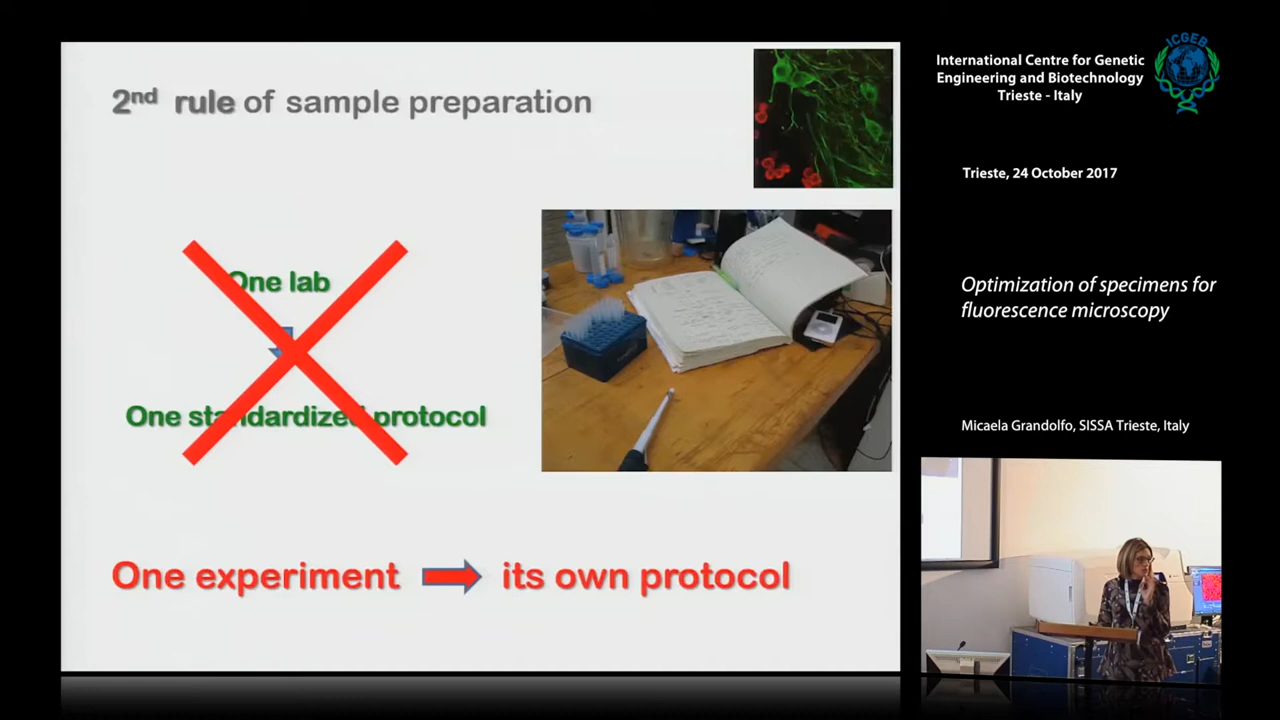 2nd rule of sample preparation
One lab
One standardized protocol
One experiment
its own protocol
International Centre for Genetic
Engineering and Biotechnology
Trieste - Italy
ICGEB
Trieste, 24 October 2017
Optimization of specimens for
fluorescence microscopy
Micaela Grandolfo, SISSA Trieste, Italy